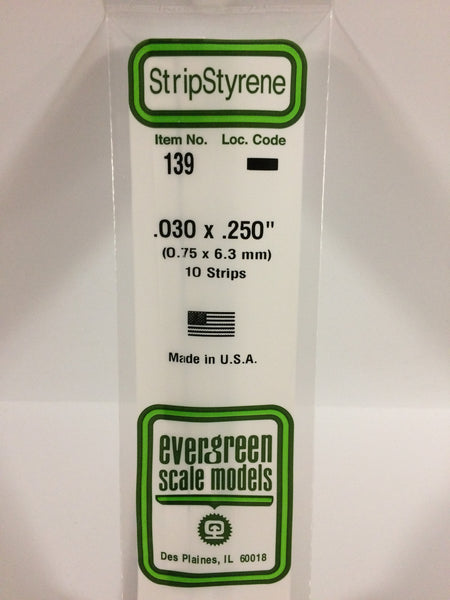 StripStyrene
Item No. Loc. Code
139
.030 x .250"
(0.75 x 6.3 mm)
10 Strips
Made in U.S.A.
evergreen
scale models
Des Plaines, IL 60018